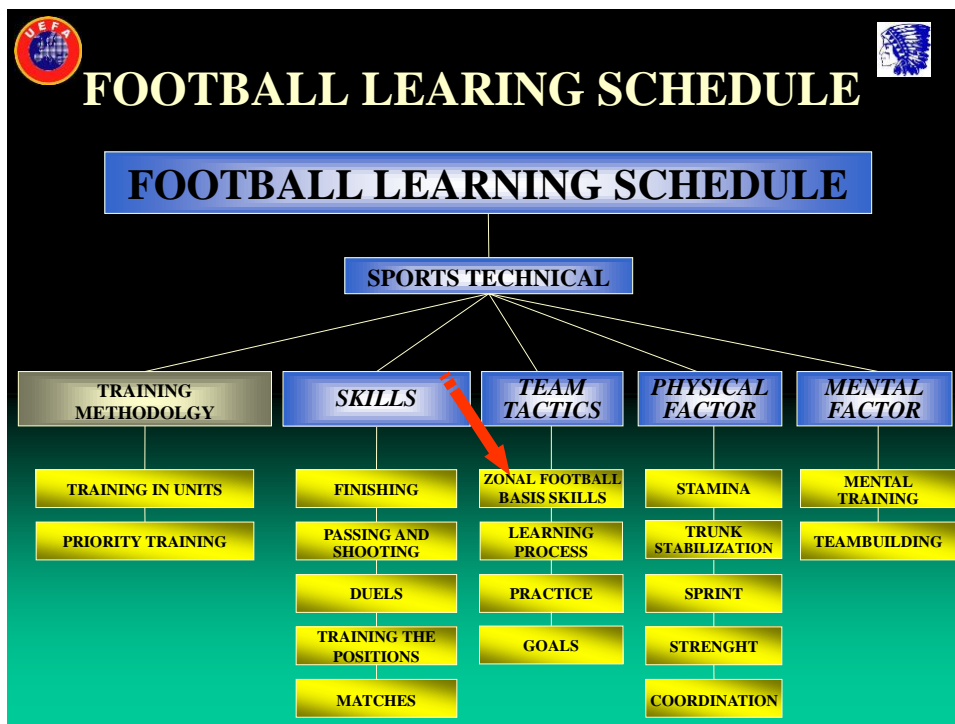 UEFA
FOOTBALL LEARING SCHEDULE
FOOTBALL LEARNING SCHEDULE
SPORTS TECHNICAL
TRAINING
METHODOLGY
SKILLS
TEAM
TACTICS
PHYSICAL
FACTOR
MENTAL
FACTOR
TRAINING IN UNITS
PRIORITY TRAINING
FINISHING
PASSING AND
SHOOTING
DUELS
TRAINING THE
POSITIONS
MATCHES
ZONAL FOOTBALL
BASIS SKILLS
LEARNING
PROCESS
PRACTICE
GOALS
STAMINA
TRUNK
STABILIZATION
SPRINT
STRENGHT
COORDINATION
MENTAL
TRAINING
TEAMBUILDING